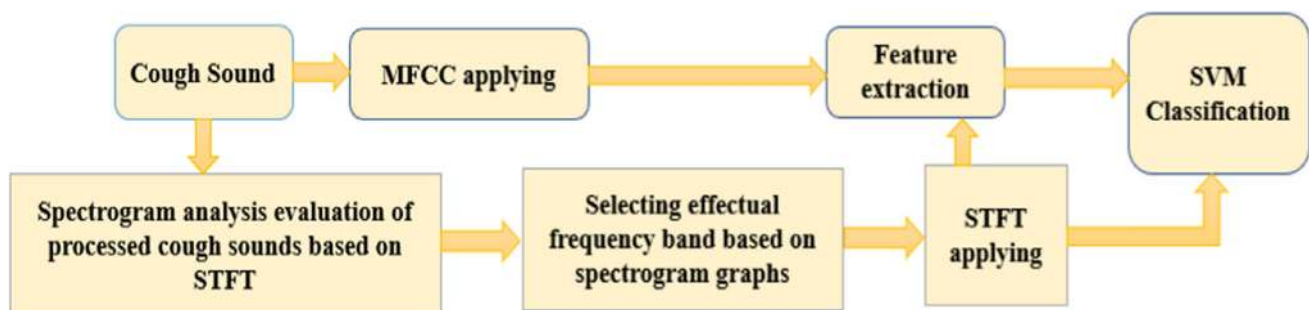 Cough Sound
MFCC applying
Feature
extraction
SVM
Classification
Spectrogram analysis evaluation of
processed cough sounds based on
STFT
Selecting effectual
frequency band based on
spectrogram graphs
STFT
applying